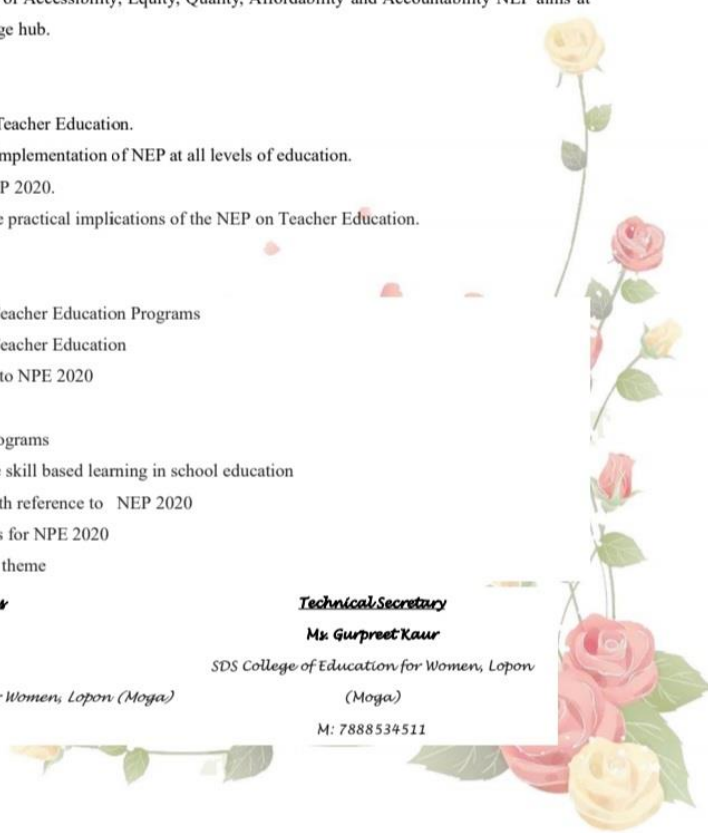 of Accessibility, Equity, Quality, Affordability and Accountability NEP aims at
ge hub.
Teacher Education.
mplementation of NEP at all levels of education.
P 2020.
e practical implications of the NEP on Teacher Education.
eacher Education Programs
eacher Education
to NPE 2020
ograms
skill based learning in school education
th reference to NEP 2020
s for NPE 2020
theme
Technical Secretary
Ms. Gurpreet Kaur
SDS College of Education for Women, Lopon
Women, Lopon (Moga)
(Moga)
M: 7888534511